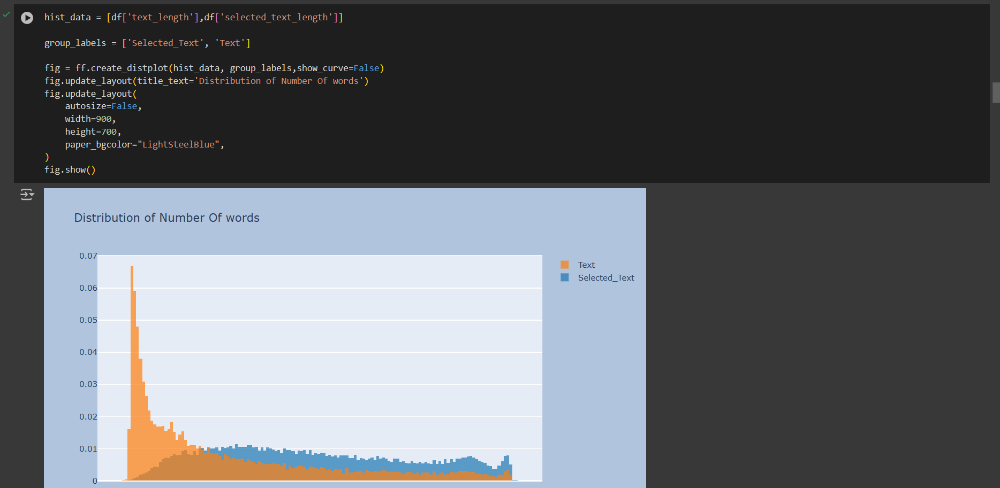 hist_data = [df['text_length'],df['selected_text_length']]
group_labels = ['Selected_Text', 'Text']
fig = ff.create_distplot(hist_data, group_labels,show_curve=False)
fig.update_layout(title_text='Distribution of Number Of words')
fig.update_layout(
    autosize=False,
    width=900,
    height=700,
    paper_bgcolor="LightSteelBlue",
)
fig.show()
Distribution of Number Of words
0.07
0.06
0.05
0.04
0.03
0.02
0.01
0
Text
Selected_Text